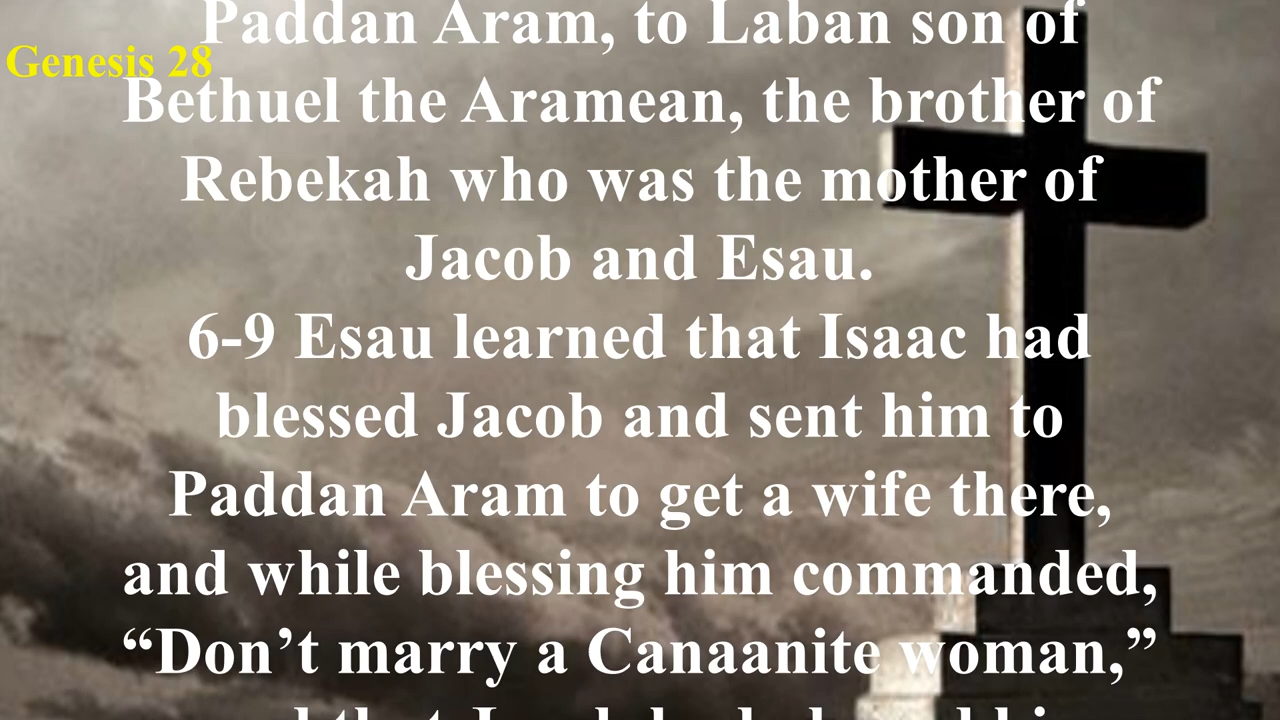 Genesis 28
Paddan Aram, to Laban son of
Bethuel the Aramean, the brother of
Rebekah who was the mother of
Jacob and Esau.
6-9 Esau learned that Isaac had
blessed Jacob and sent him to
Paddan Aram to get a wife there,
and while blessing him commanded,
“Don’t marry a Canaanite woman,”